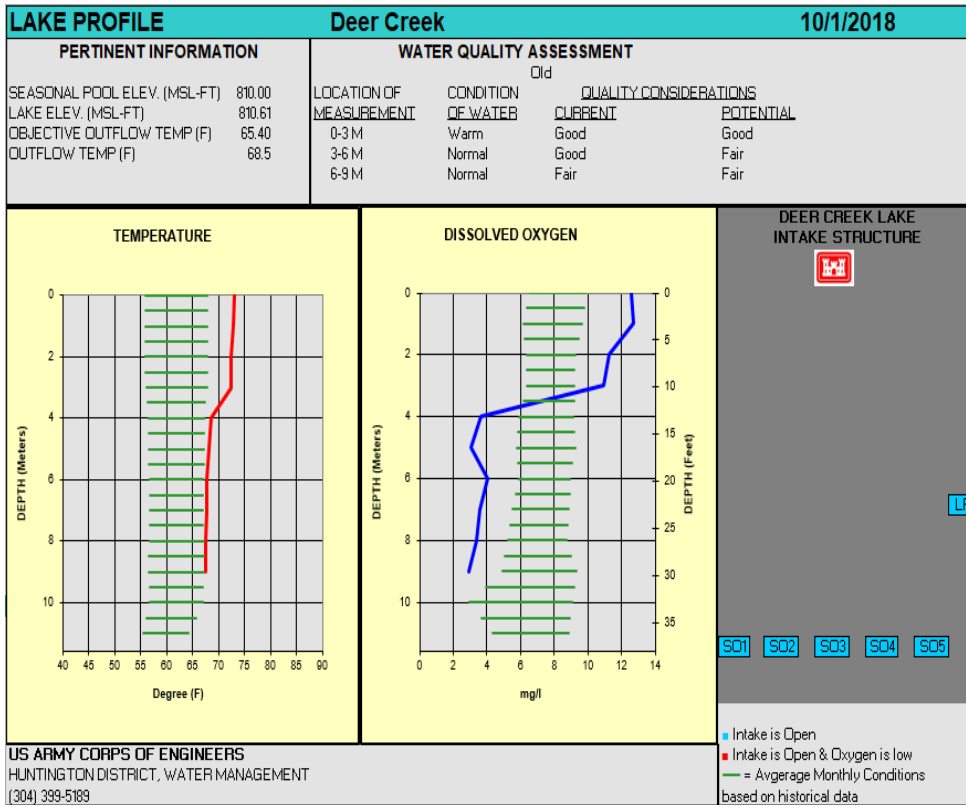 LAKE PROFILE Deer Creek 10/1/2018
PERTINENT INFORMATION
SEASONAL POOL ELEV. (MSL-FT) 810.00
LAKE ELEV. (MSL-FT) 810.61
OBJECTIVE OUTFLOW TEMP (F) 65.40
OUTFLOW TEMP (F) 68.5
WATER QUALITY ASSESSMENT
Old
LOCATION OF CONDITION QUALITY CONSIDERATIONS
MEASUREMENT OF WATER CURRENT POTENTIAL
0-3 M Warm Good Good
3-6 M Normal Good Fair
6-9 M Normal Fair Fair
TEMPERATURE
DEPTH (Meters)
0
2
4
6
8
10
40 45 50 55 60 65 70 75 80 85 90
Degree (F)
DISSOLVED OXYGEN
DEPTH (Meters)
0
2
4
6
8
10
0 2 4 6 8 10 12 14
mg/l
0
5
10
15
20
25
30
35
DEPTH (Feet)
DEER CREEK LAKE
INTAKE STRUCTURE
SO1 SO2 SO3 SO4 SO5
Intake is Open
Intake is Open & Oxygen is low
= Avgerage Monthly Conditions
based on historical data
US ARMY CORPS OF ENGINEERS
HUNTINGTON DISTRICT, WATER MANAGEMENT
(304) 399-5189